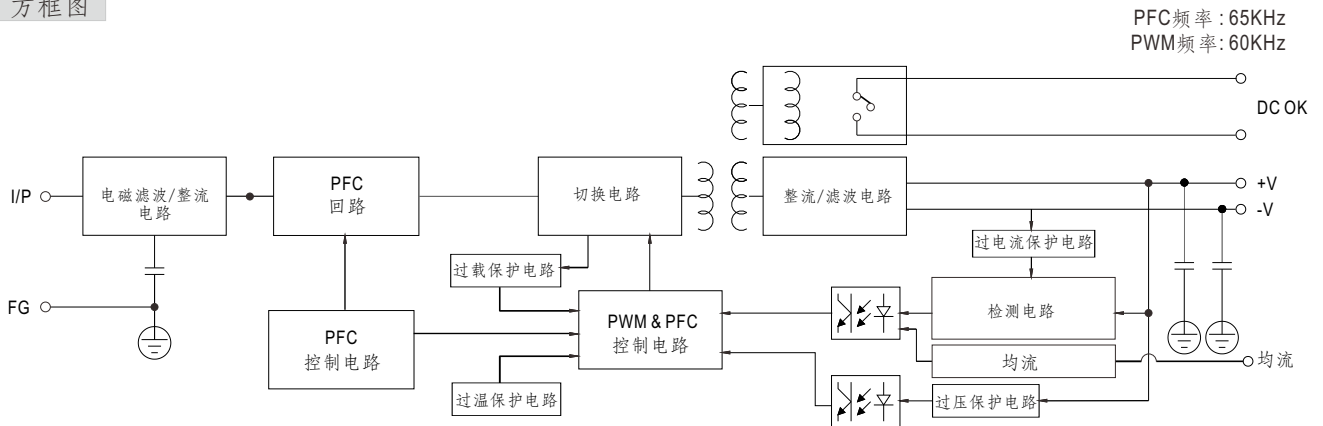 方框图
PFC频率 : 65KHz
PWM频率: 60KHz
DC OK
I/P
电磁滤波/整流
电路
PFC
回路
切换电路
整流/滤波电路
+V
-V
过电流保护电路
过载保护电路
FG
PFC
控制电路
PWM & PFC
控制电路
检测电路
均流
均流
过温保护电路
过压保护电路